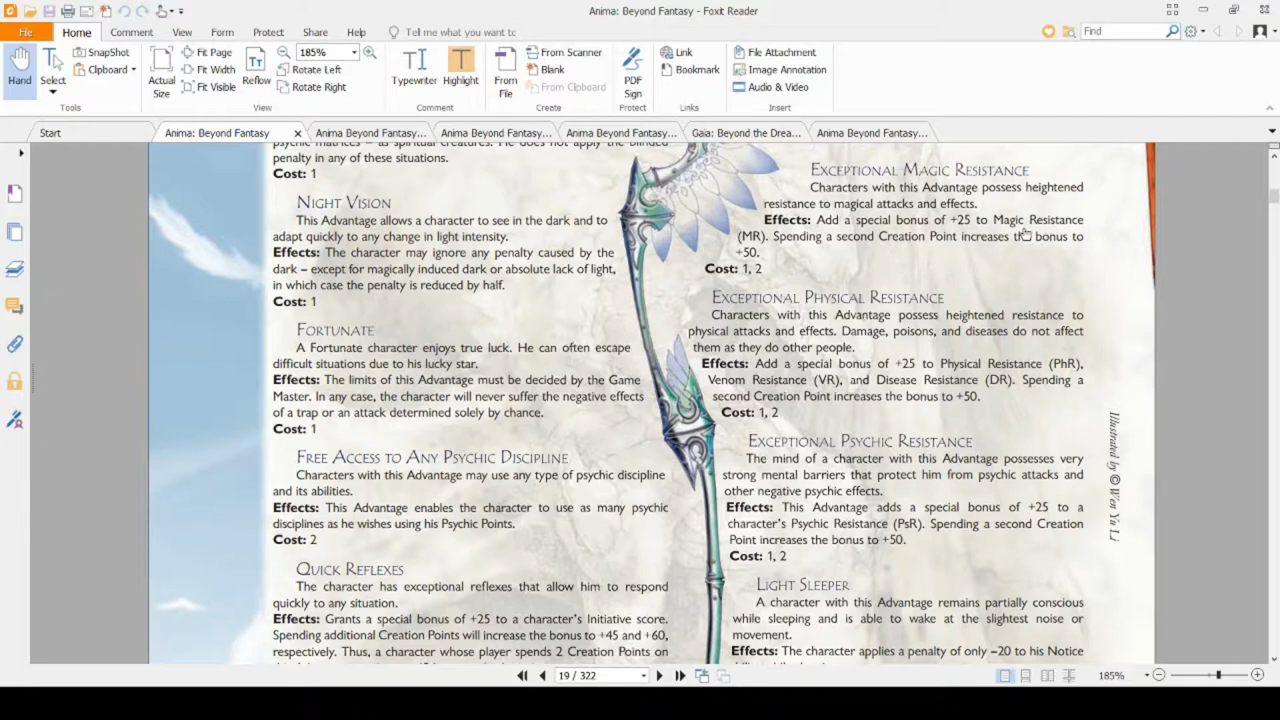 Anima: Beyond Fantasy - Foxit Reader
File
Home
Comment
View
Form
Protect
Share
Help
Tell me what you want to
Find
Hand
Select
SnapShot
Clipboard
Tools
Actual
Size
Reflow
Fit Page
Fit Width
Fit Visible
185%
Rotate Left
Rotate Right
View
Typewriter
Highlight
Comment
From
File
From Scanner
Blank
From Clipboard
Create
PDF
Sign
Protect
Link
Bookmark
Links
File Attachment
Image Annotation
Audio & Video
Insert
Start
Anima: Beyond Fantasy
Anima Beyond Fantasy...
Anima Beyond Fantasy...
Anima Beyond Fantasy...
Gaia: Beyond the Drea...
Anima Beyond Fantasy...
psychic matrices – as spiritual creatures. He does not apply the blinded
penalty in any of these situations.
Cost: 1
NIGHT VISION
This Advantage allows a character to see in the dark and to
adapt quickly to any change in light intensity.
Effects: The character may ignore any penalty caused by the
dark – except for magically induced dark or absolute lack of light,
in which case the penalty is reduced by half.
Cost: 1
FORTUNATE
A Fortunate character enjoys true luck. He can often escape
difficult situations due to his lucky star.
Effects: The limits of this Advantage must be decided by the Game
Master. In any case, the character will never suffer the negative effects
of a trap or an attack determined solely by chance.
Cost: 1
FREE ACCESS TO ANY PSYCHIC DISCIPLINE
Characters with this Advantage may use any type of psychic discipline
and its abilities.
Effects: This Advantage enables the character to use as many psychic
disciplines as he wishes using his Psychic Points.
Cost: 2
QUICK REFLEXES
The character has exceptional reflexes that allow him to respond
quickly to any situation.
Effects: Grants a special bonus of +25 to a character's Initiative score.
Spending additional Creation Points will increase the bonus to +45 and +60,
respectively. Thus, a character whose player spends 2 Creation Points on
EXCEPTIONAL MAGIC RESISTANCE
Characters with this Advantage possess heightened
resistance to magical attacks and effects.
Effects: Add a special bonus of +25 to Magic Resistance
(MR). Spending a second Creation Point increases the bonus to
+50.
Cost: 1, 2
EXCEPTIONAL PHYSICAL RESISTANCE
Characters with this Advantage possess heightened resistance to
physical attacks and effects. Damage, poisons, and diseases do not affect
them as they do other people.
Effects: Add a special bonus of +25 to Physical Resistance (PhR),
Venom Resistance (VR), and Disease Resistance (DR). Spending a
second Creation Point increases the bonus to +50.
Cost: 1, 2
EXCEPTIONAL PSYCHIC RESISTANCE
The mind of a character with this Advantage possesses very
strong mental barriers that protect him from psychic attacks and
other negative psychic effects.
Effects: This Advantage adds a special bonus of +25 to a
character's Psychic Resistance (PsR). Spending a second Creation
Point increases the bonus to +50.
Cost: 1, 2
LIGHT SLEEPER
A character with this Advantage remains partially conscious
while sleeping and is able to wake at the slightest noise or
movement.
Effects: The character applies a penalty of only –20 to his Notice
Illustrated by © Wen Yu Li
19 / 322
185%